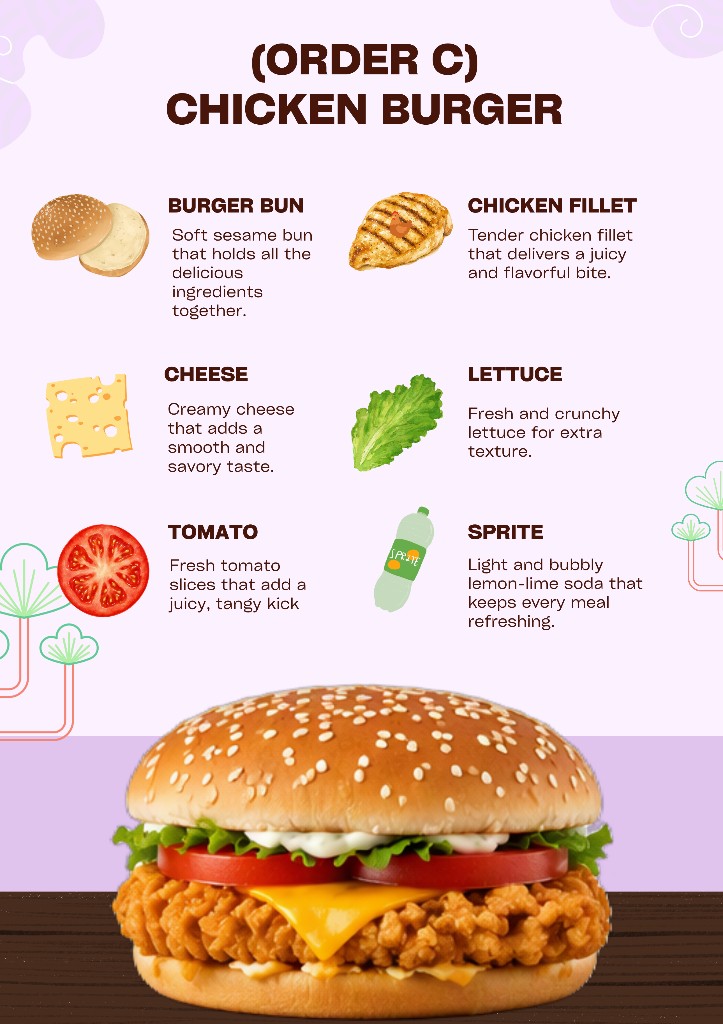 (ORDER C)
CHICKEN BURGER
BURGER BUN
Soft sesame bun
that holds all the
delicious
ingredients
together.
CHICKEN FILLET
Tender chicken fillet
that delivers a juicy
and flavorful bite.
CHEESE
Creamy cheese
that adds a
smooth and
savory taste.
LETTUCE
Fresh and crunchy
lettuce for extra
texture.
TOMATO
Fresh tomato
slices that add a
juicy, tangy kick
SPRITE
SPRITE
Light and bubbly
lemon-lime soda that
keeps every meal
refreshing.